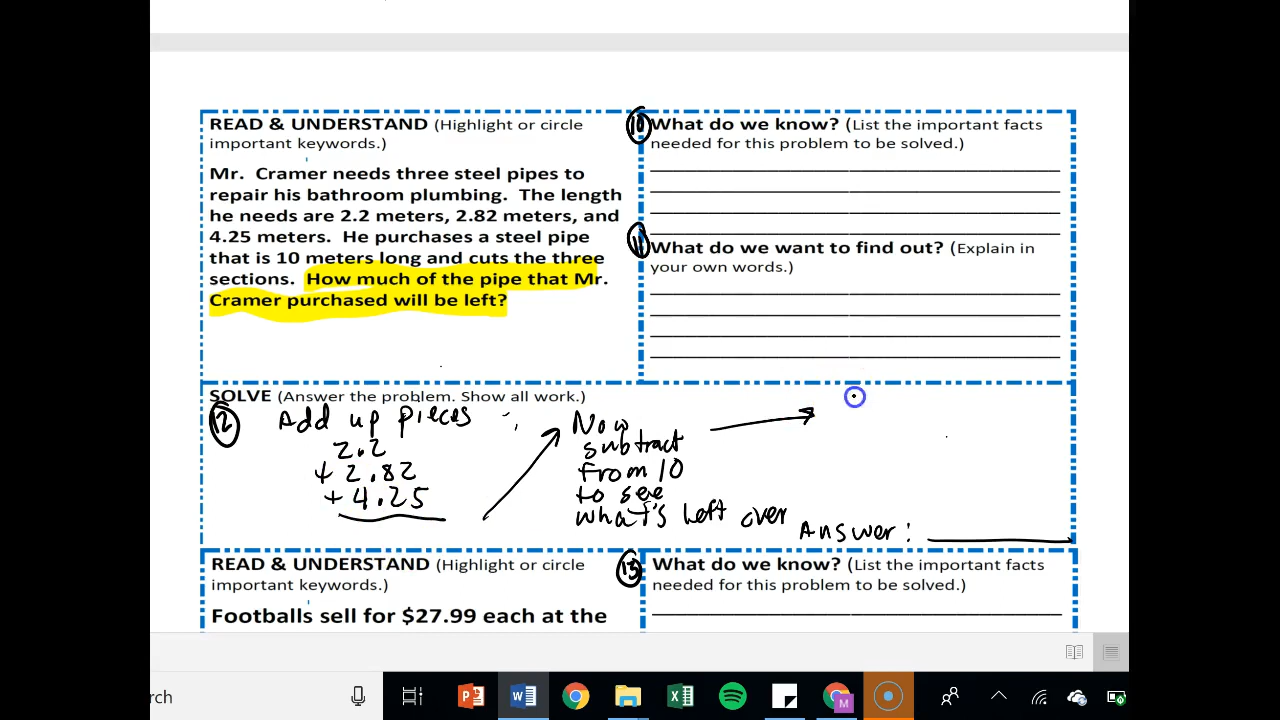 READ & UNDERSTAND (Highlight or circle
important keywords.)
Mr. Cramer needs three steel pipes to
repair his bathroom plumbing. The length
he needs are 2.2 meters, 2.82 meters, and
4.25 meters. He purchases a steel pipe
that is 10 meters long and cuts the three
sections. How much of the pipe that Mr.
Cramer purchased will be left?
10 What do we know? (List the important facts
needed for this problem to be solved.)
11 What do we want to find out? (Explain in
your own words.)
SOLVE (Answer the problem. Show all work.)
12 Add up pieces
2.2
+ 2.82
+ 4.25
Now
subtract
from 10
to see
what's left over
Answer:
READ & UNDERSTAND (Highlight or circle
important keywords.)
Footballs sell for $27.99 each at the
13 What do we know? (List the important facts
needed for this problem to be solved.)
rch
M